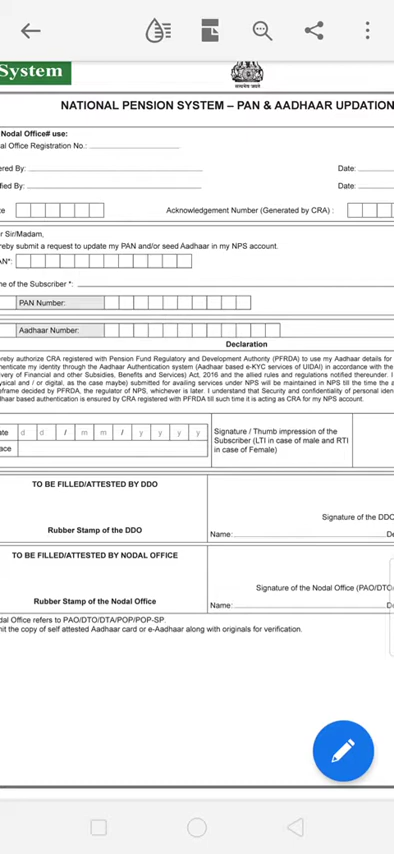 System
सत्यमेव जयते
NATIONAL PENSION SYSTEM – PAN & AADHAAR UPDATION
Nodal Office# use:
al Office Registration No.:
ered By: Date:
fied By: Date:
te Acknowledgement Number (Generated by CRA) :
r Sir/Madam,
reby submit a request to update my PAN and/or seed Aadhaar in my NPS account.
AN*:
me of the Subscriber *:
PAN Number:
Aadhaar Number:
Declaration
ereby authorize CRA registered with Pension Fund Regulatory and Development Authority (PFRDA) to use my Aadhaar details for
henticate my identity through the Aadhaar Authentication system (Aadhaar based e-KYC services of UIDAI) in accordance with the
ivery of Financial and other Subsidies, Benefits and Services) Act, 2016 and the allied rules and regulations notified thereunder. I
ysical and / or digital, as the case maybe) submitted for availing services under NPS will be maintained in NPS till the time the a
eframe decided by PFRDA, the regulator of NPS, whichever is later. I understand that Security and confidentiality of personal iden
dhaar based authentication is ensured by CRA registered with PFRDA till such time it is acting as CRA for my NPS account.
ate d d / m m / y y y y
ace
Signature / Thumb impression of the
Subscriber (LTI in case of male and RTI
in case of Female)
TO BE FILLED/ATTESTED BY DDO
Signature of the DDO
Rubber Stamp of the DDO Name: De
TO BE FILLED/ATTESTED BY NODAL OFFICE
Signature of the Nodal Office (PAO/DTO/
Rubber Stamp of the Nodal Office Name: De
dal Office refers to PAO/DTO/DTA/POP/POP-SP.
mit the copy of self attested Aadhaar card or e-Aadhaar along with originals for verification.